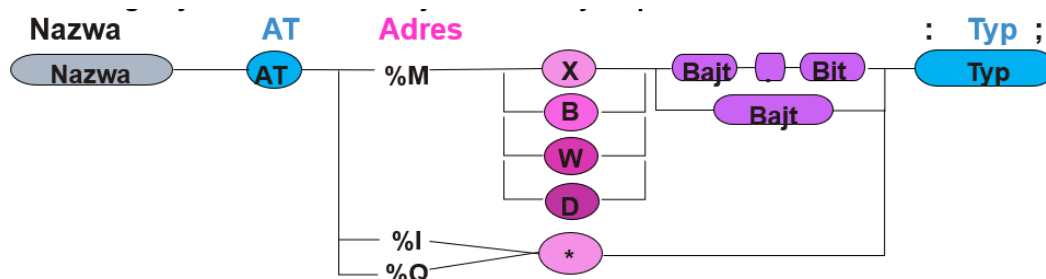 Nazwa AT Adres : Typ ;
Nazwa AT %M X Bajt . Bit Typ
B Bajt
W
D
%I *
%Q